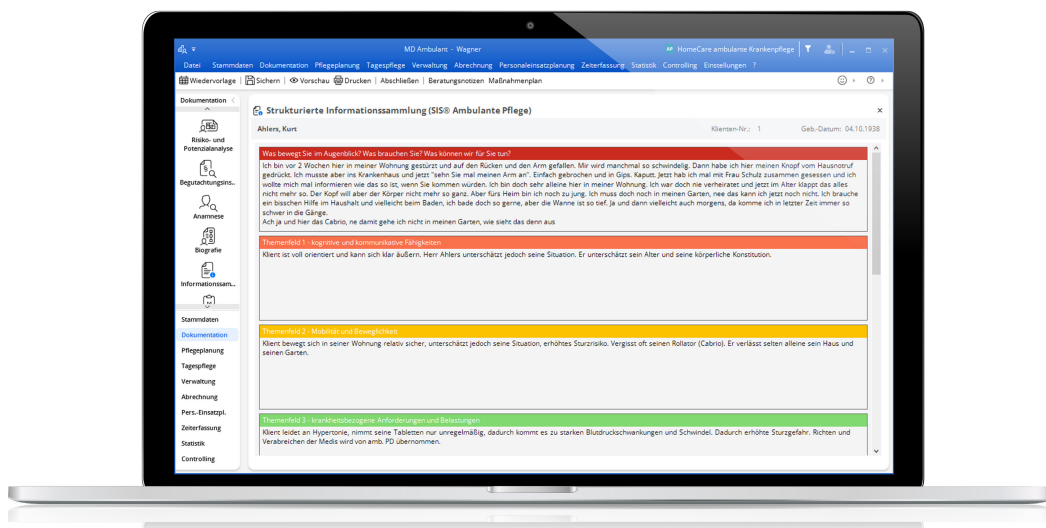 MD Ambulant - Wagner
AP HomeCare ambulante Krankenpflege
Datei Stammdaten Dokumentation Pflegeplanung Tagespflege Verwaltung Abrechnung Personaleinsatzplanung Zeiterfassung Statistik Controlling Einstellungen ?
Wiedervorlage | Sichern | Vorschau Drucken | Abschließen | Beratungsnotizen Maßnahmenplan
Dokumentation
Risiko- und
Potenzialanalyse
Begutachtungsins..
Anamnese
Biografie
Informationssam...
Stammdaten
Dokumentation
Pflegeplanung
Tagespflege
Verwaltung
Abrechnung
Pers.-Einsatzpl.
Zeiterfassung
Statistik
Controlling
Strukturierte Informationssammlung (SIS® Ambulante Pflege)
Ahlers, Kurt Klienten-Nr.: 1 Geb.-Datum: 04.10.1938
Was bewegt Sie im Augenblick? Was brauchen Sie? Was können wir für Sie tun?
Ich bin vor 2 Wochen hier in meiner Wohnung gestürzt und auf den Rücken und den Arm gefallen. Mir wird manchmal so schwindelig. Dann habe ich hier meinen Knopf vom Hausnotruf
gedrückt. Ich musste aber ins Krankenhaus und jetzt "sehn Sie mal meinen Arm an". Einfach gebrochen und in Gips. Kaputt. Jetzt hab ich mal mit Frau Schulz zusammen gesessen und ich
wollte mich mal informieren wie das so ist, wenn Sie kommen würden. Ich bin doch sehr alleine hier in meiner Wohnung. Ich war doch nie verheiratet und jetzt im Alter klappt das alles
nicht mehr so. Der Kopf will aber der Körper nicht mehr so ganz. Aber fürs Heim bin ich noch zu jung. Ich muss doch noch in meinen Garten, nee das kann ich jetzt noch nicht. Ich brauche
ein bisschen Hilfe im Haushalt und vielleicht beim Baden, ich bade doch so gerne, aber die Wanne ist so tief. Ja und dann vielleicht auch morgens, da komme ich in letzter Zeit immer so
schwer in die Gänge.
Ach ja und hier das Cabrio, ne damit gehe ich nicht in meinen Garten, wie sieht das denn aus
Themenfeld 1 - kognitive und kommunikative Fähigkeiten
Klient ist voll orientiert und kann sich klar äußern. Herr Ahlers unterschätzt jedoch seine Situation. Er unterschätzt sein Alter und seine körperliche Konstitution.
Themenfeld 2 - Mobilität und Beweglichkeit
Klient bewegt sich in seiner Wohnung relativ sicher, unterschätzt jedoch seine Situation, erhöhtes Sturzrisiko. Vergisst oft seinen Rollator (Cabrio). Er verlässt selten alleine sein Haus und
seinen Garten.
Themenfeld 3 - krankheitsbezogene Anforderungen und Belastungen
Klient leidet an Hypertonie, nimmt seine Tabletten nur unregelmäßig, dadurch kommt es zu starken Blutdruckschwankungen und Schwindel. Dadurch erhöhte Sturzgefahr. Richten und
Verabreichen der Medis wird von amb. PD übernommen.